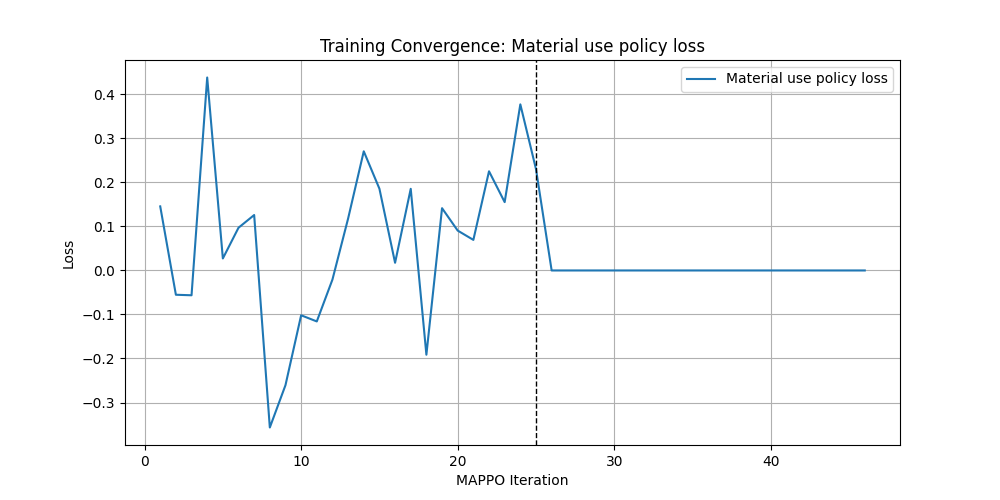 Training Convergence: Material use policy loss
Material use policy loss
0.4
0.3
0.2
0.1
0.0
−0.1
−0.2
−0.3
Loss
0 10 20 30 40
MAPPO Iteration